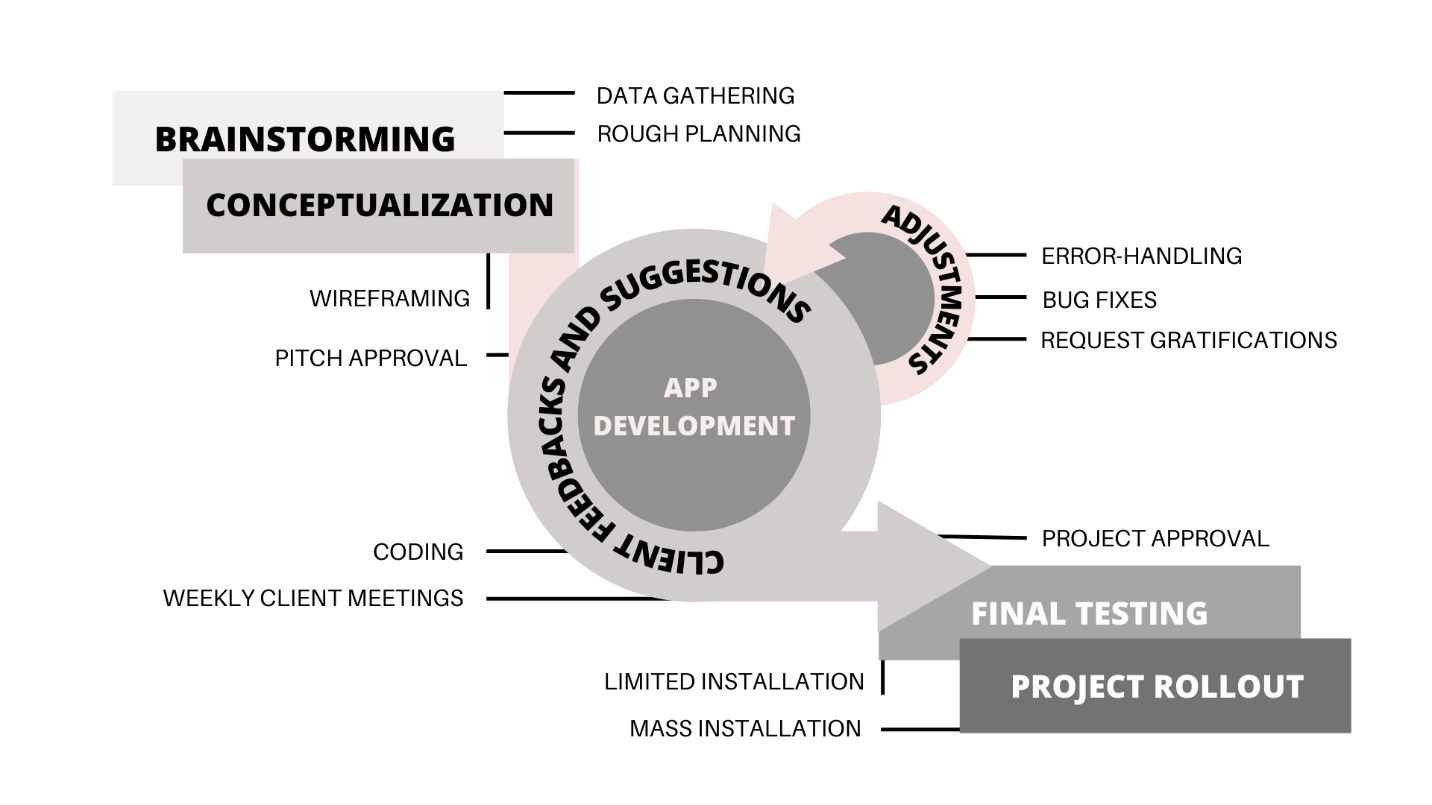 BRAINSTORMING
DATA GATHERING
ROUGH PLANNING
CONCEPTUALIZATION
WIREFRAMING
PITCH APPROVAL
CLIENT FEEDBACKS AND SUGGESTIONS
APP
DEVELOPMENT
ADJUSTMENTS
ERROR-HANDLING
BUG FIXES
REQUEST GRATIFICATIONS
CODING
WEEKLY CLIENT MEETINGS
PROJECT APPROVAL
FINAL TESTING
LIMITED INSTALLATION
PROJECT ROLLOUT
MASS INSTALLATION